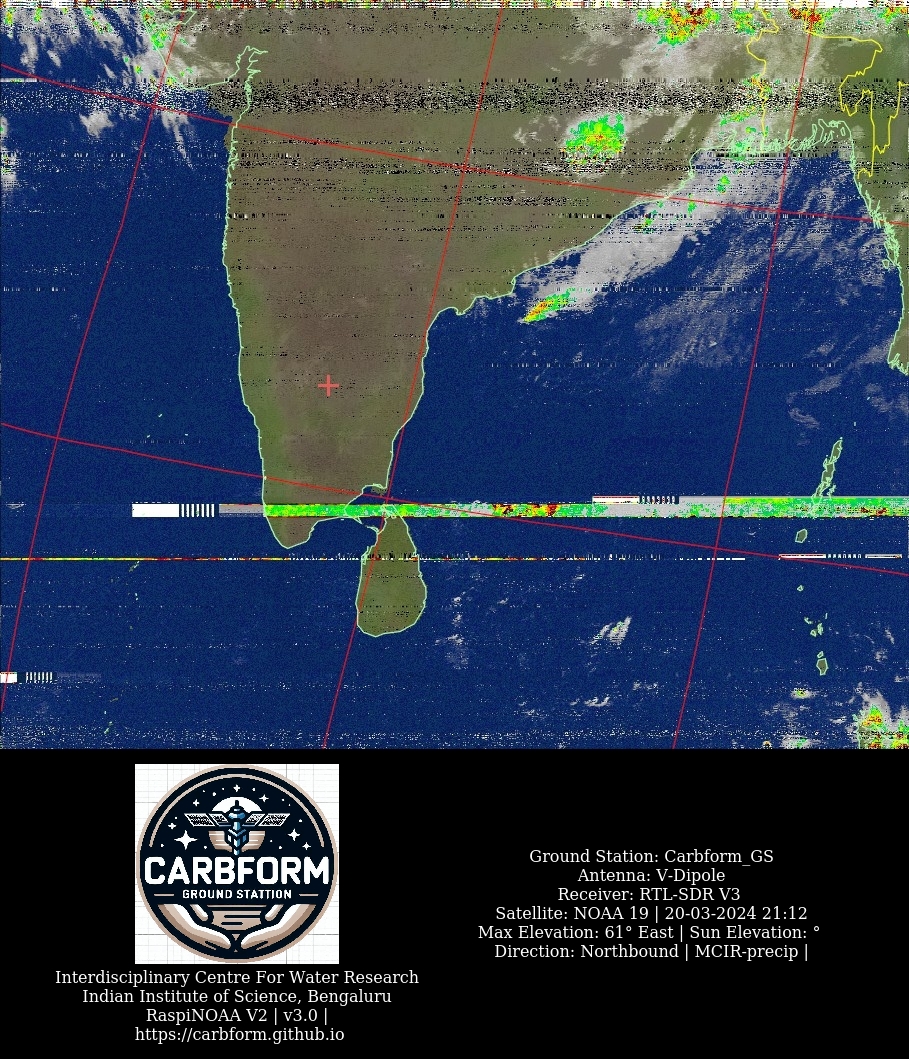 CARBFORM
GROUND STATTION
Interdisciplinary Centre For Water Research
Indian Institute of Science, Bengaluru
RaspiNOAA V2 | v3.0 |
https://carbform.github.io
Ground Station: Carbform_GS
Antenna: V-Dipole
Receiver: RTL-SDR V3
Satellite: NOAA 19 | 20-03-2024 21:12
Max Elevation: 61° East | Sun Elevation: °
Direction: Northbound | MCIR-precip |